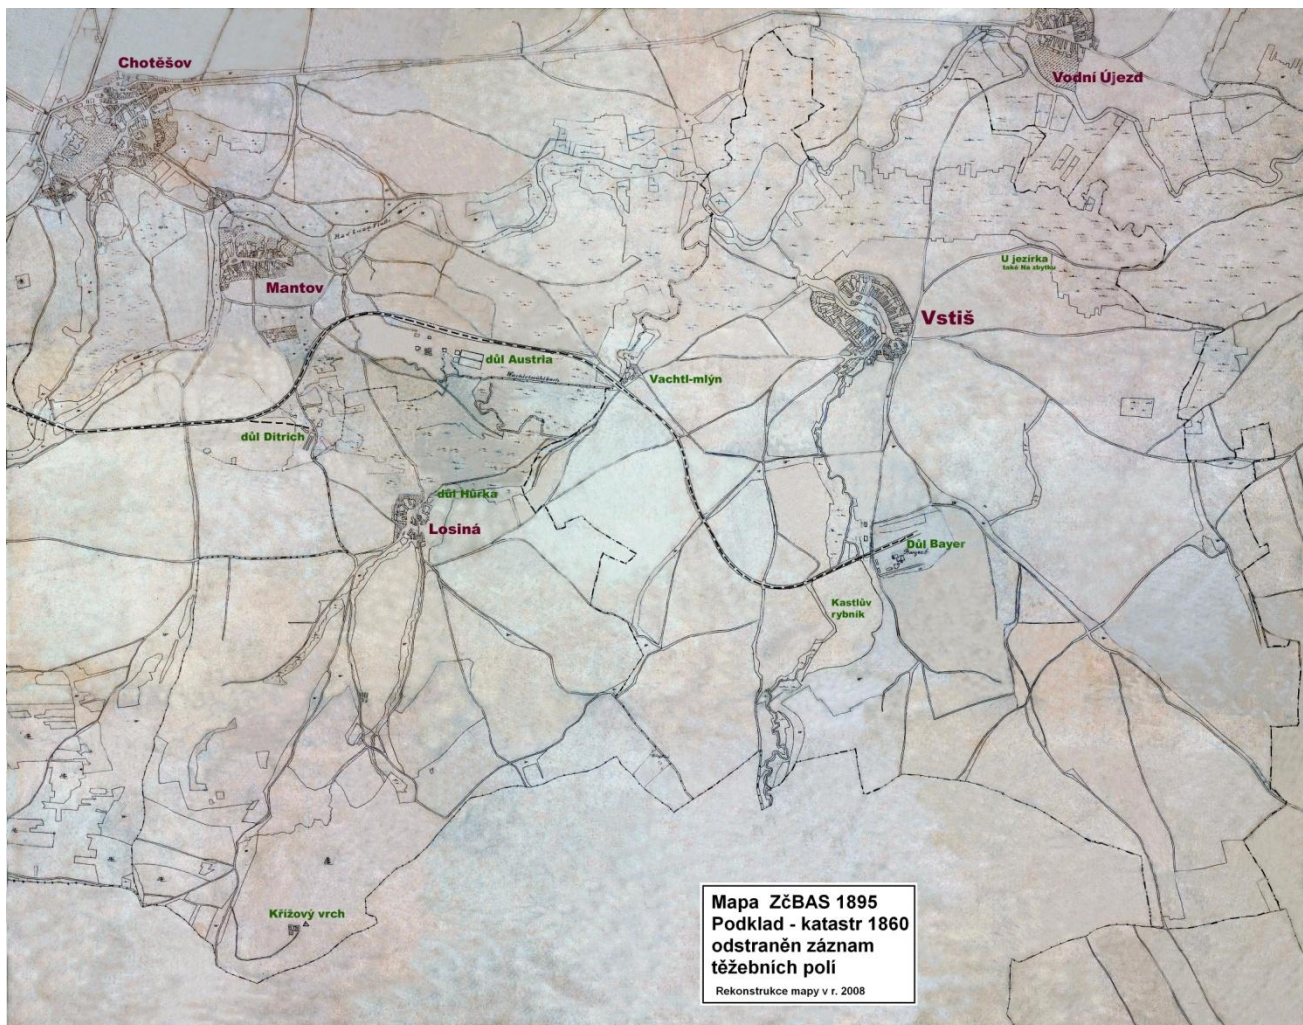 Chotěšov
Vodní Újezd
U jezírka
také Na zbytku
Mantov
Vstiš
důl Austria
Vachtl-mlýn
důl Ditrich
důl Hůrka
Losiná
Důl Bayer
Kastlův
rybník
Křížový vrch
Mapa ZčBAS 1895
Podklad - katastr 1860
odstraněn záznam
těžebních polí
Rekonstrukce mapy v r. 2008